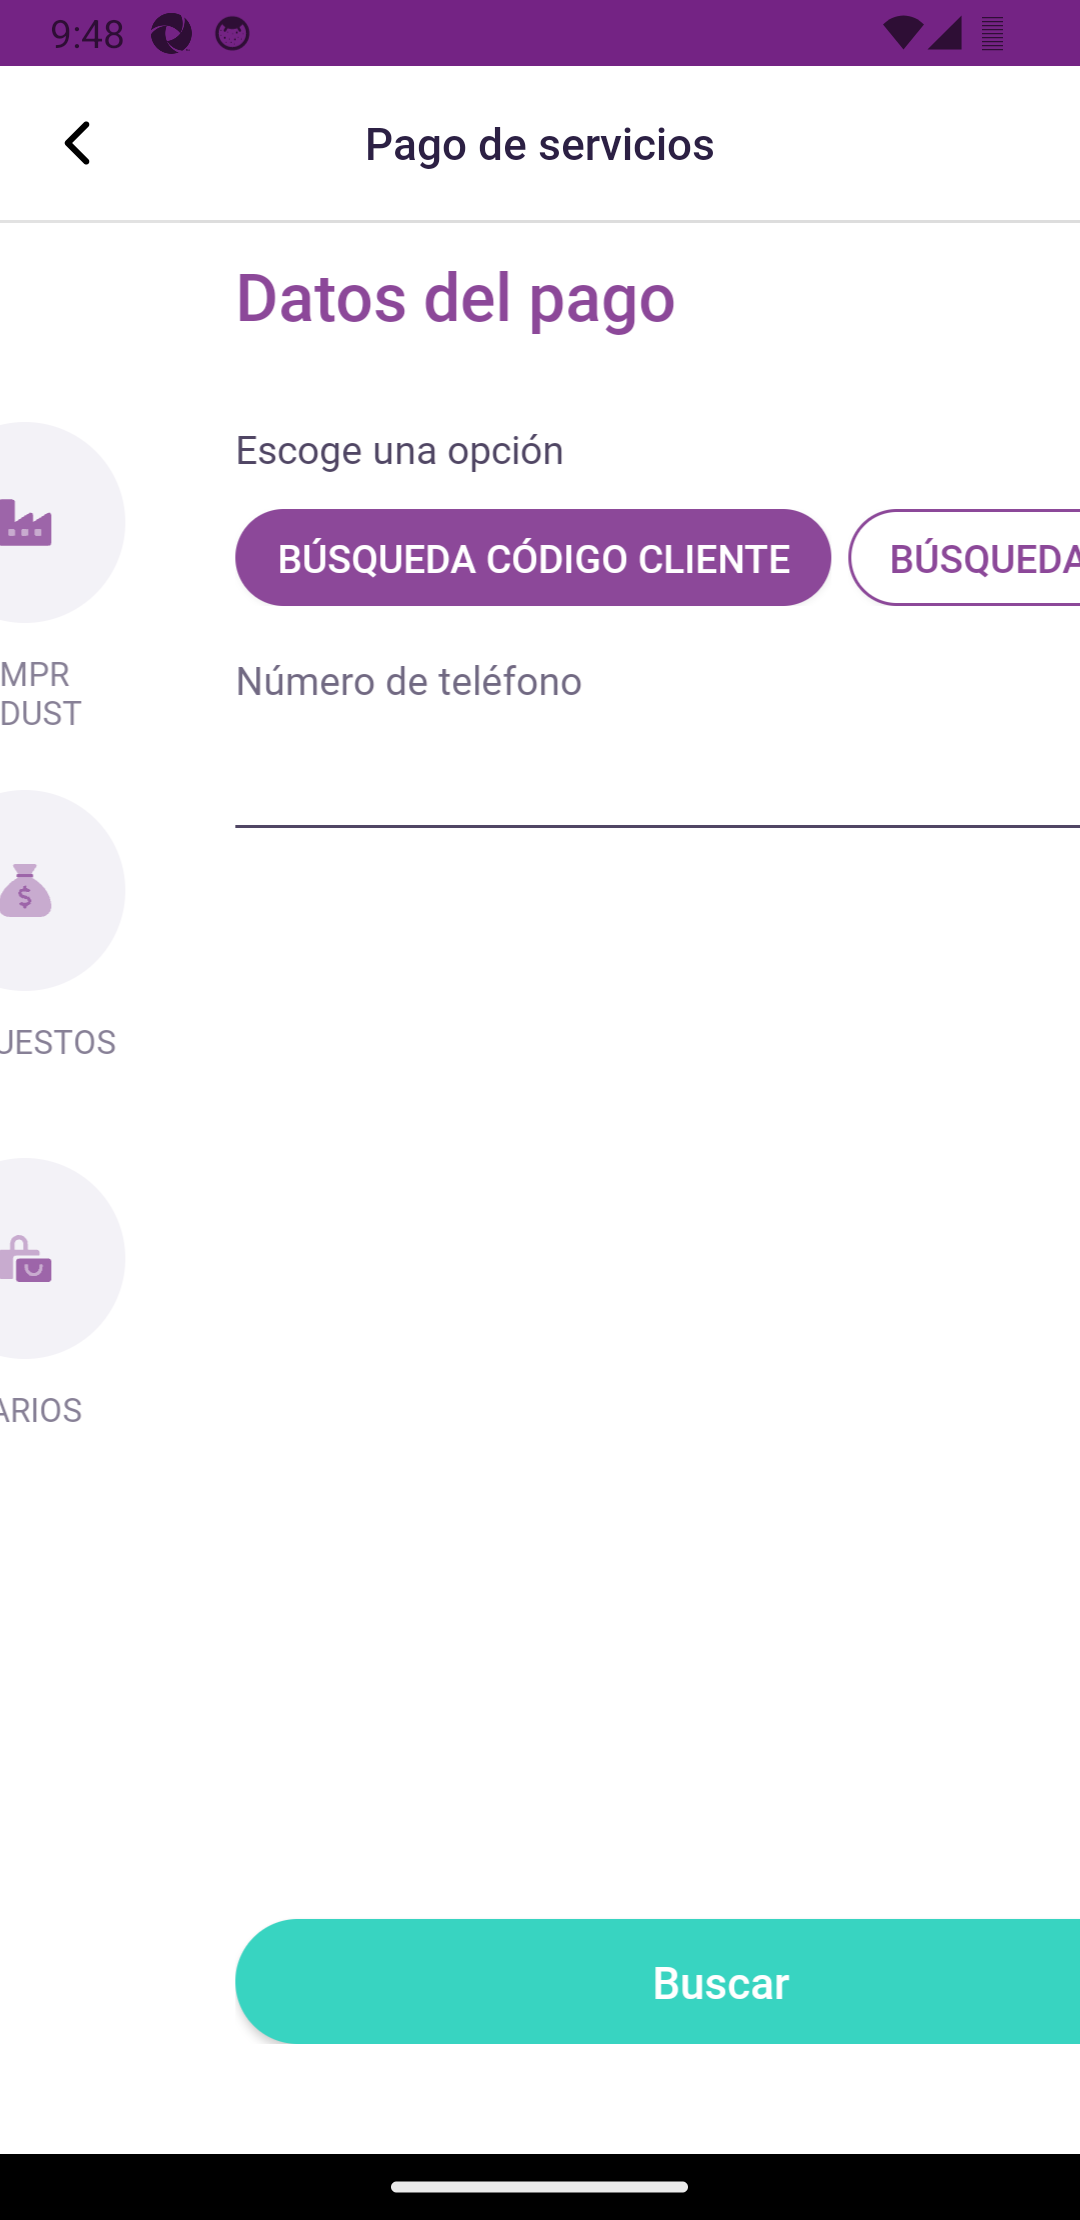 9:48
Pago de servicios
Datos del pago
Escoge una opción
BÚSQUEDA CÓDIGO CLIENTE
BÚSQUEDA
Número de teléfono
MPR
DUST
UESTOS
ARIOS
Buscar